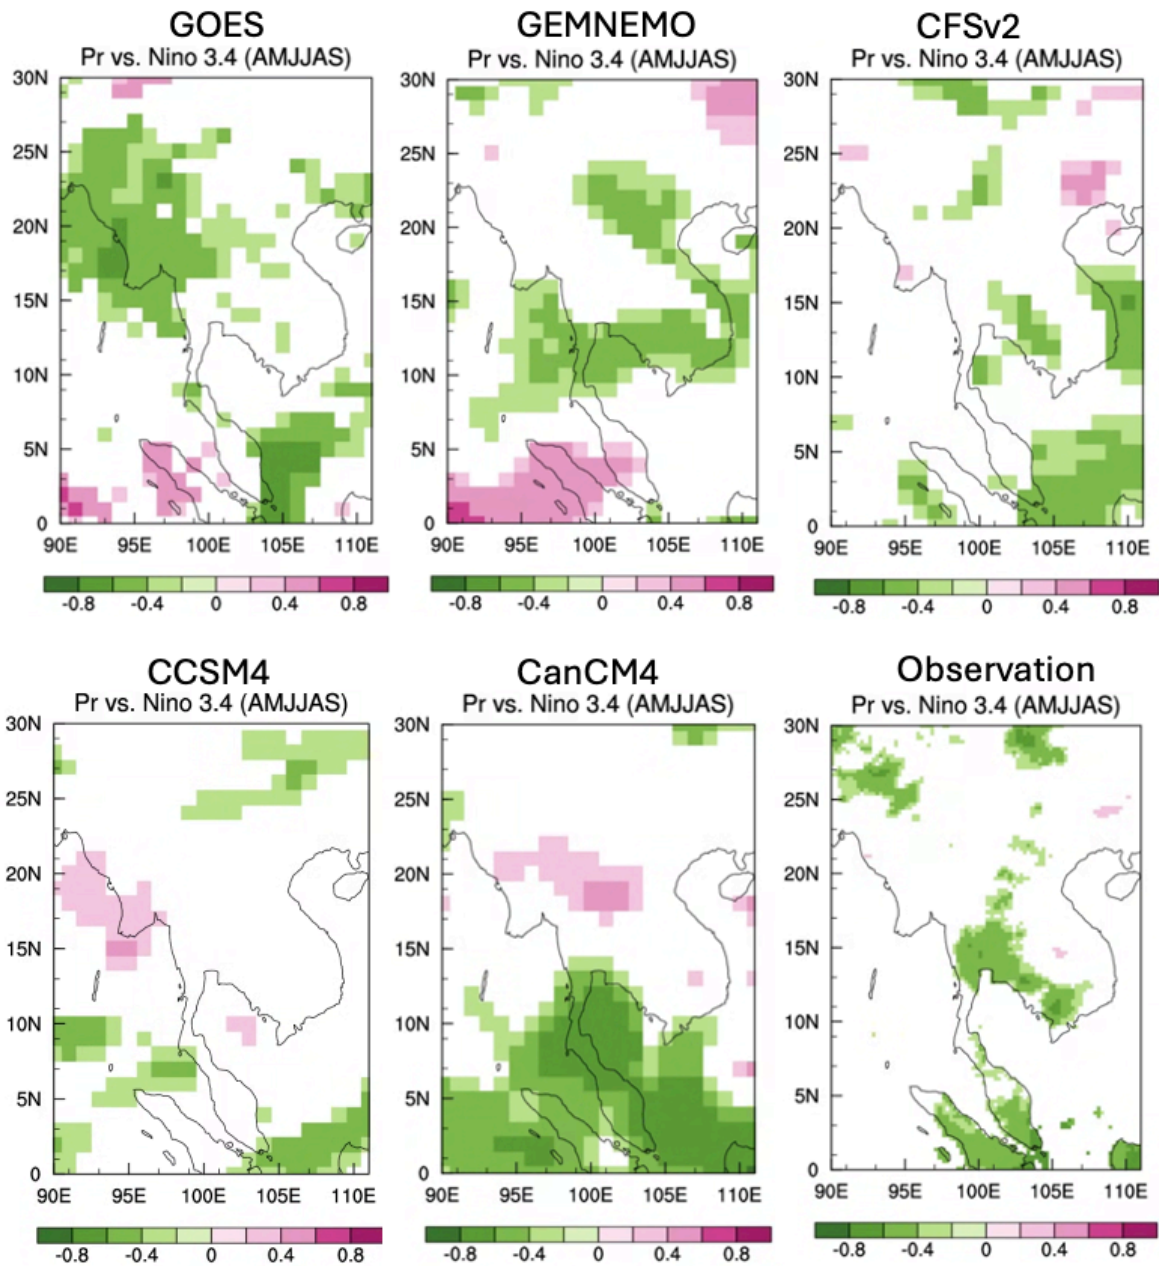 GOES
Pr vs. Nino 3.4 (AMJJAS)
30N
25N
20N
15N
10N
5N
0
90E 95E 100E 105E 110E
-0.8 -0.4 0 0.4 0.8
GEMNEMO
Pr vs. Nino 3.4 (AMJJAS)
30N
25N
20N
15N
10N
5N
0
90E 95E 100E 105E 110E
-0.8 -0.4 0 0.4 0.8
CFSv2
Pr vs. Nino 3.4 (AMJJAS)
30N
25N
20N
15N
10N
5N
0
90E 95E 100E 105E 110E
-0.8 -0.4 0 0.4 0.8
CCSM4
Pr vs. Nino 3.4 (AMJJAS)
30N
25N
20N
15N
10N
5N
0
90E 95E 100E 105E 110E
-0.8 -0.4 0 0.4 0.8
CanCM4
Pr vs. Nino 3.4 (AMJJAS)
30N
25N
20N
15N
10N
5N
0
90E 95E 100E 105E 110E
-0.8 -0.4 0 0.4 0.8
Observation
Pr vs. Nino 3.4 (AMJJAS)
30N
25N
20N
15N
10N
5N
0
90E 95E 100E 105E 110E
-0.8 -0.4 0 0.4 0.8